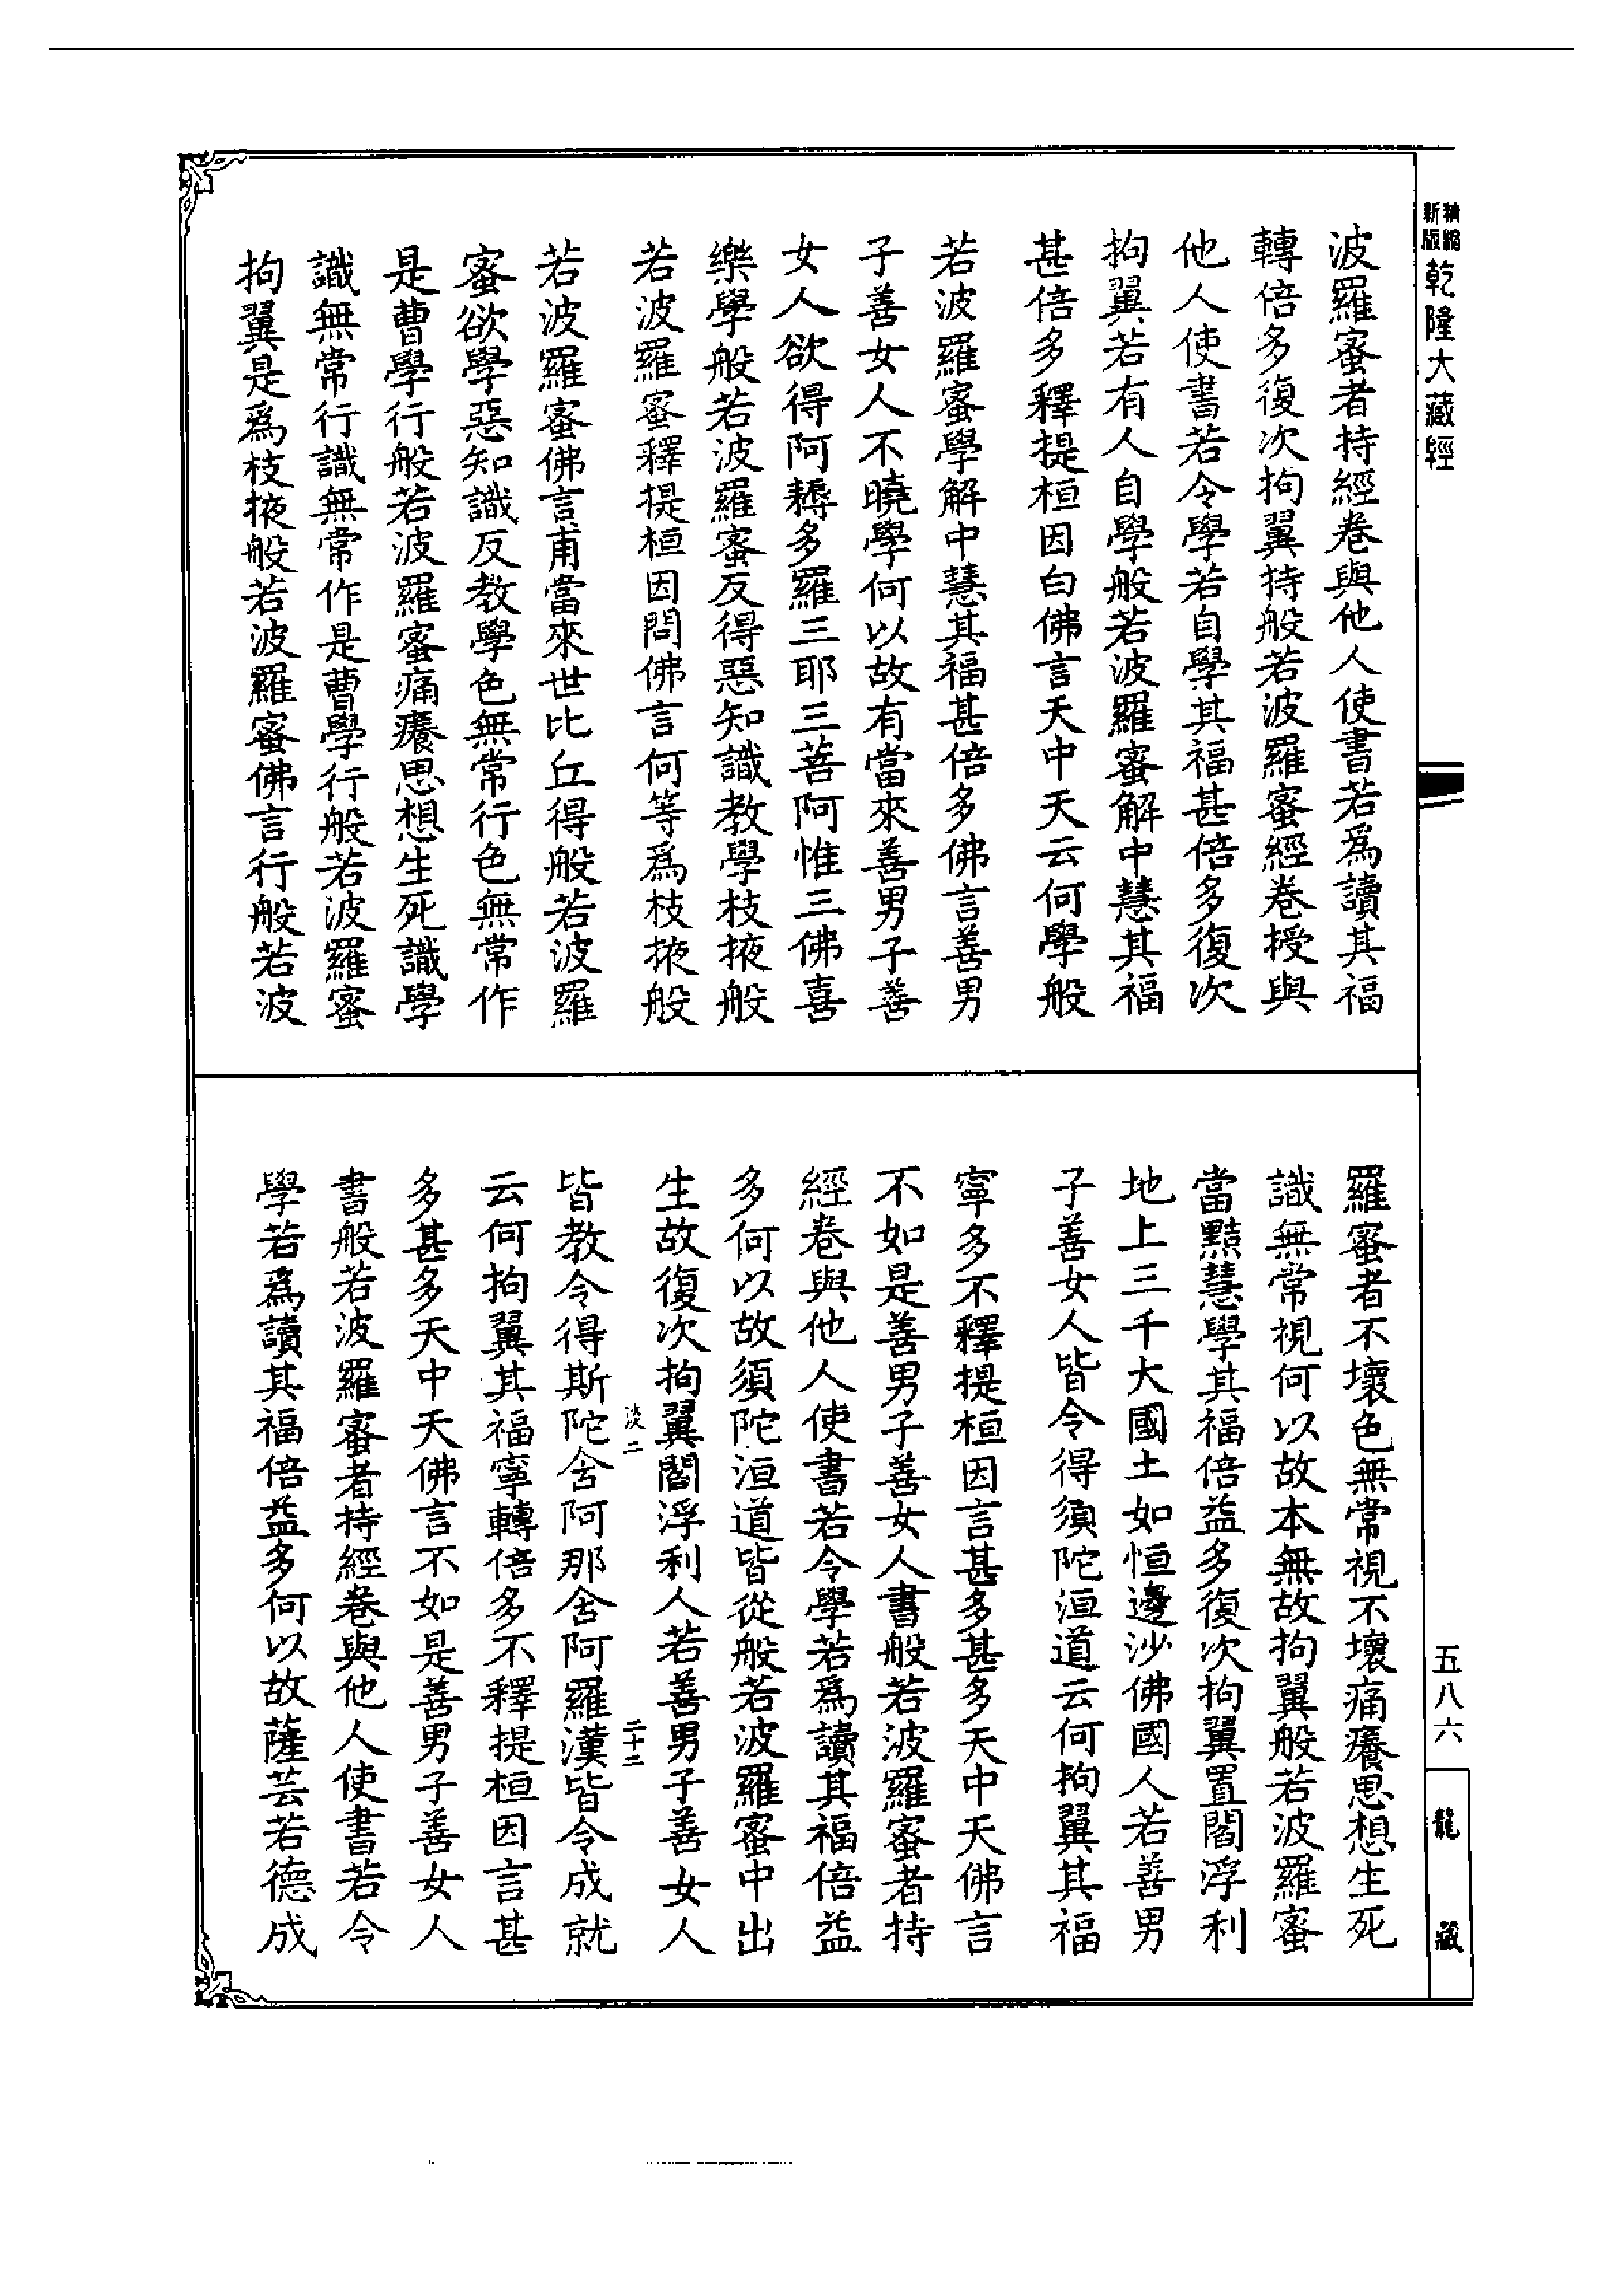 新版精縮乾隆大藏經
波羅蜜者持經卷與他人使書若為讀其福
轉倍多復次拘翼持般若波羅蜜經卷授與
他人使書若令學若自學其福甚倍多復次
拘翼若有人自學般若波羅蜜解中慧其福
甚倍多釋提桓因白佛言天中天云何學般
若波羅蜜學解中慧其福甚倍多佛言善男
子善女人不曉學何以故有當來善男子善
女人欲得阿耨多羅三耶三菩阿惟三佛喜
樂學般若波羅蜜反得惡知識教學枝掖般
若波羅蜜釋提桓因問佛言何等為枝掖般
若波羅蜜佛言甫當來世比丘得般若波羅
蜜欲學惡知識反教學色無常行色無常作
是曹學行般若波羅蜜痛癢思想生死識學
識無常行識無常作是曹學行般若波羅蜜
拘翼是為枝掖般若波羅蜜佛言行般若波
羅蜜者不壞色無常視不壞痛癢思想生死
識無常視何以故本無故拘翼般若波羅蜜
當黠慧學其福倍益多復次拘翼置閻浮利
地上三千大國土如恒邊沙佛國人若善男
子善女人皆令得須陀洹道云何拘翼其福
寧多不釋提桓因言甚多甚多天中天佛言
不如是善男子善女人書般若波羅蜜者持
經卷與他人使書若令學若為讀其福倍益
多何以故須陀洹道皆從般若波羅蜜中出
生故復次拘翼閻浮利人若善男子善女人
淡二 二十二
皆教令得斯陀含阿那含阿羅漢皆令成就
云何拘翼其福寧轉倍多不釋提桓因言甚
多甚多天中天佛言不如是善男子善女人
書般若波羅蜜者持經卷與他人使書若令
學若為讀其福倍益多何以故薩芸若德成
五八六
龍藏